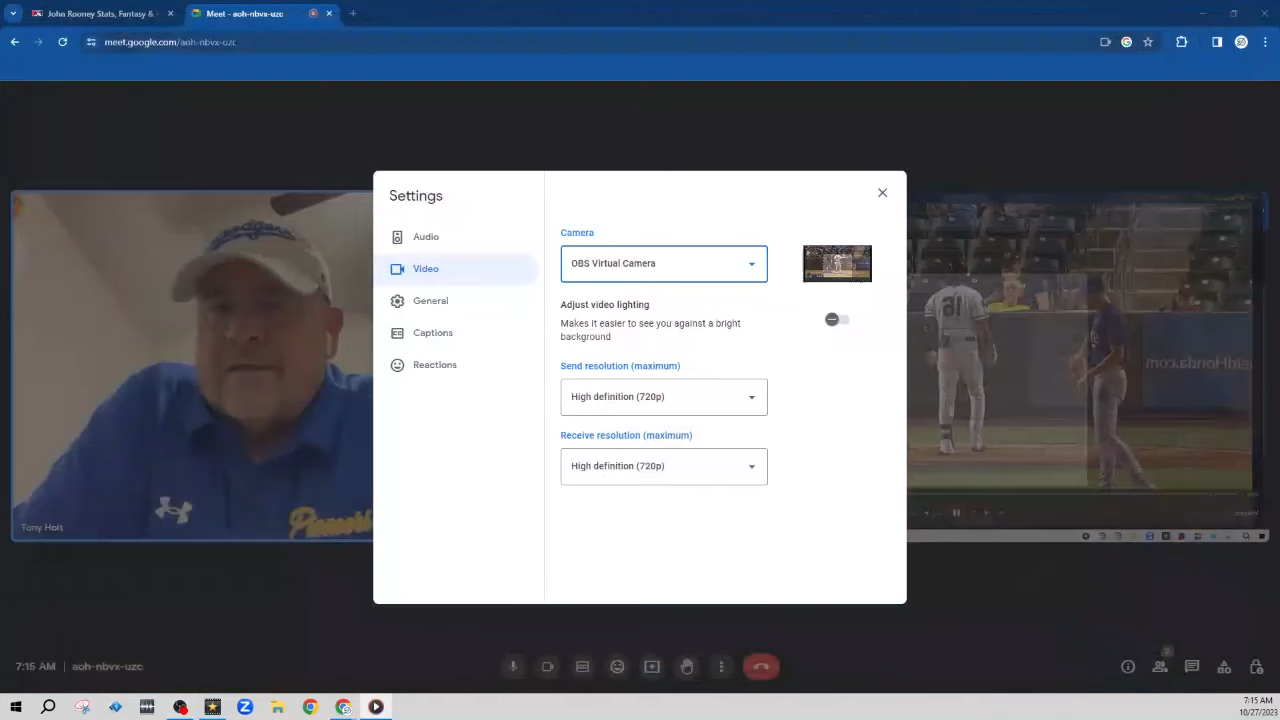 John Rooney Stats, Fantasy &
Meet - aoh-nbvx-uzc
meet.google.com/aoh-nbvx-uzc
Settings
Audio
Video
General
Captions
Reactions
Camera
OBS Virtual Camera
Adjust video lighting
Makes it easier to see you against a bright
background
Send resolution (maximum)
High definition (720p)
Receive resolution (maximum)
High definition (720p)
Tony Holt
7:15 AM | aoh-nbvx-uzc
7:15 AM
10/27/2023